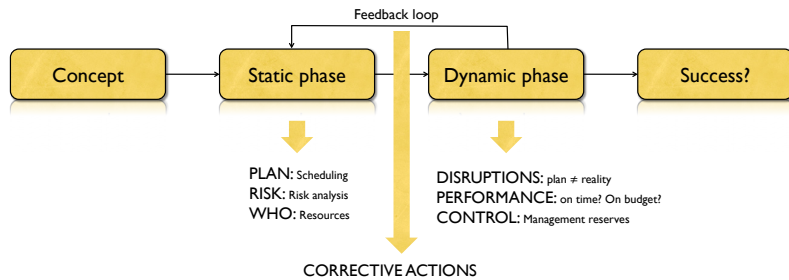 Feedback loop
Concept
Static phase
Dynamic phase
Success?
PLAN: Scheduling
RISK: Risk analysis
WHO: Resources
DISRUPTIONS: plan ≠ reality
PERFORMANCE: on time? On budget?
CONTROL: Management reserves
CORRECTIVE ACTIONS